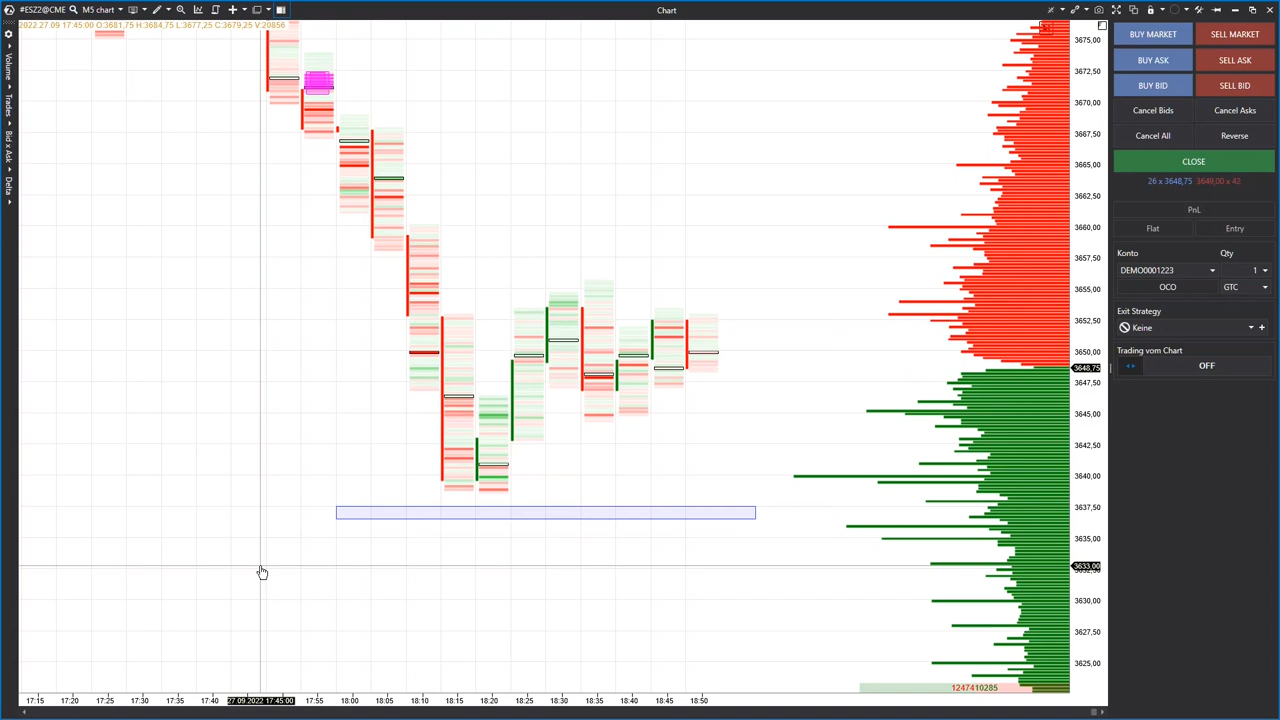 #ESZ2@CME
M5 chart
Chart
2022.27.09 17:45:00 O:3681,75 H:3684,75 L:3677,25 C:3679,25 V:20856
Volume
Trades
Bid x Ask
Delta
3675,00
3672,50
3670,00
3667,50
3665,00
3662,50
3660,00
3657,50
3655,00
3652,50
3650,00
3648,75
3647,50
3645,00
3642,50
3640,00
3637,50
3635,00
3633,00
3630,00
3627,50
3625,00
1247410285
17:15
17:20
17:25
17:30
17:35
17:40
27.09.2022 17:45:00
17:55
18:00
18:05
18:10
18:15
18:20
18:25
18:30
18:35
18:40
18:45
18:50
BUY MARKET
SELL MARKET
BUY ASK
SELL ASK
BUY BID
SELL BID
Cancel Bids
Cancel Asks
Cancel All
Reverse
CLOSE
26 x 3648,75 3649,00 x 42
PnL
Flat
Entry
Konto
Qty
DEMO0001223
1
OCO
GTC
Exit Strategy
Keine
Trading vom Chart
OFF